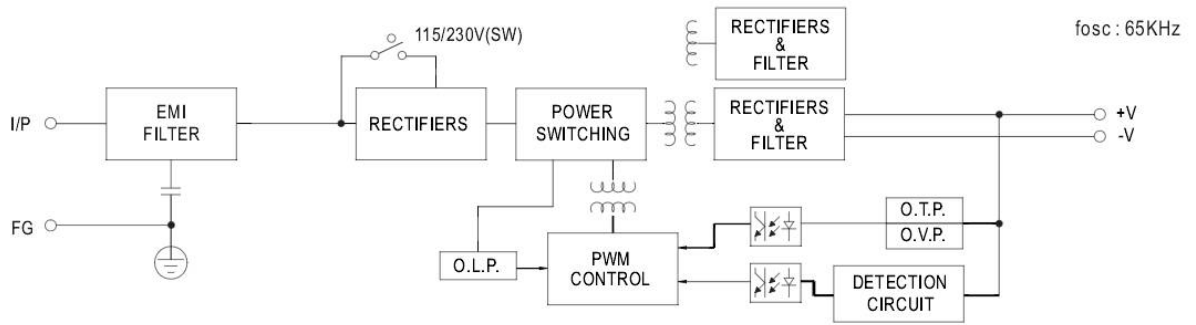 115/230V(SW)
RECTIFIERS
&
FILTER
fosc : 65KHz
I/P
EMI
FILTER
RECTIFIERS
POWER
SWITCHING
RECTIFIERS
&
FILTER
+V
-V
FG
O.L.P.
PWM
CONTROL
O.T.P.
O.V.P.
DETECTION
CIRCUIT